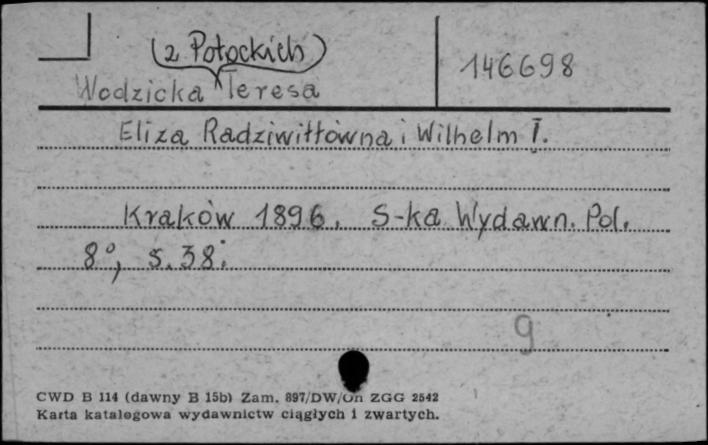 (z Potockich)
Wodzicka Teresa
146698
Eliza Radziwiłłówna i Wilhelm I.
Kraków 1896. S-ka Wydawn. Pol.
8°, s. 38.
9
CWD B 114 (dawny B 15b) Zam. 897/DW/Oh ZGG 2542
Karta katalogowa wydawnictw ciągłych i zwartych.